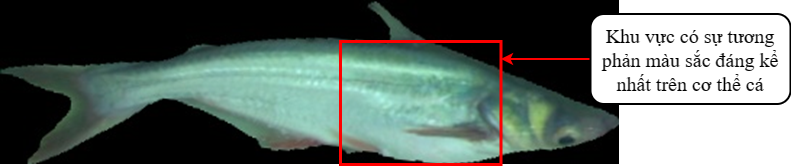 Khu vực có sự tương
phản màu sắc đáng kể
nhất trên cơ thể cá